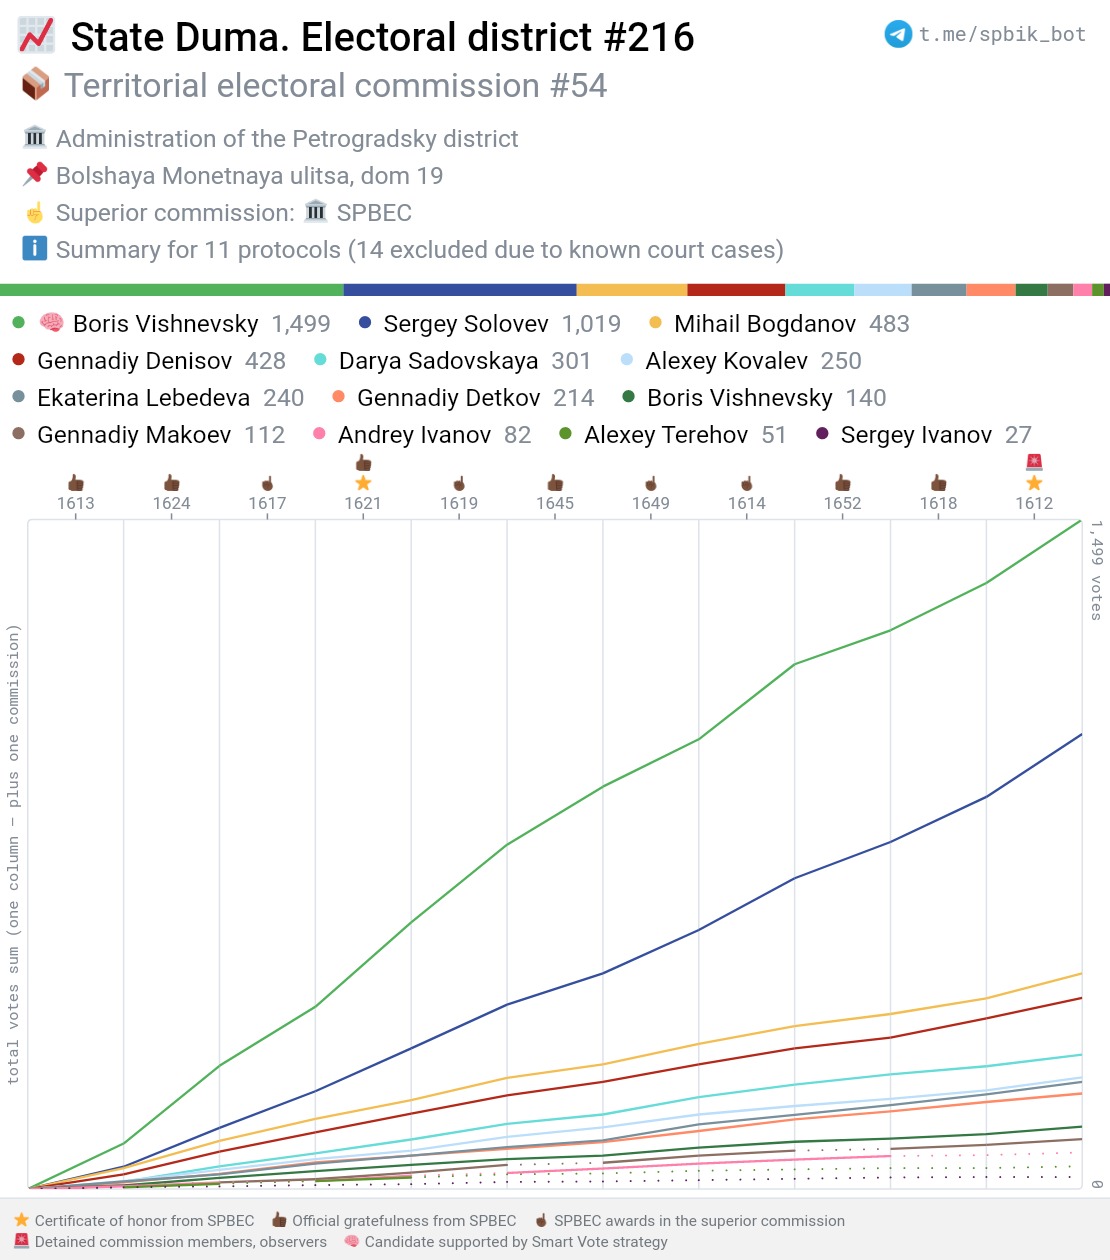 State Duma. Electoral district #216
t.me/spbik_bot
Territorial electoral commission #54
Administration of the Petrogradsky district
Bolshaya Monetnaya ulitsa, dom 19
Superior commission: SPBEC
Summary for 11 protocols (14 excluded due to known court cases)
Boris Vishnevsky 1,499 Sergey Solovev 1,019 Mihail Bogdanov 483
Gennadiy Denisov 428 Darya Sadovskaya 301 Alexey Kovalev 250
Ekaterina Lebedeva 240 Gennadiy Detkov 214 Boris Vishnevsky 140
Gennadiy Makoev 112 Andrey Ivanov 82 Alexey Terehov 51 Sergey Ivanov 27
1613 1624 1617 1621 1619 1645 1649 1614 1652 1618 1612
1,499 votes
total votes sum (one column — plus one commission)
0
Certificate of honor from SPBEC Official gratefulness from SPBEC SPBEC awards in the superior commission
Detained commission members, observers Candidate supported by Smart Vote strategy